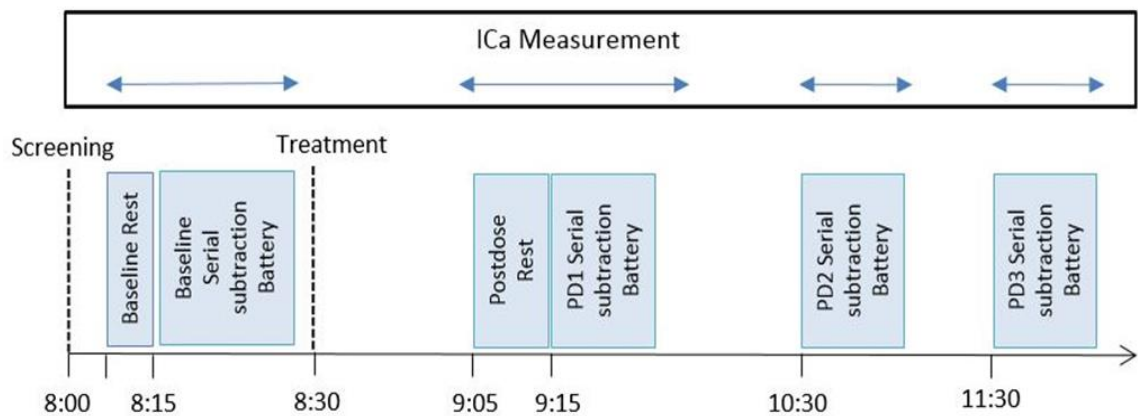 ICa Measurement
Screening
Treatment
Baseline Rest
Baseline
Serial
subtraction
Battery
Postdose
Rest
PD1 Serial
subtraction
Battery
PD2 Serial
subtraction
Battery
PD3 Serial
subtraction
Battery
8:00
8:15
8:30
9:05
9:15
10:30
11:30